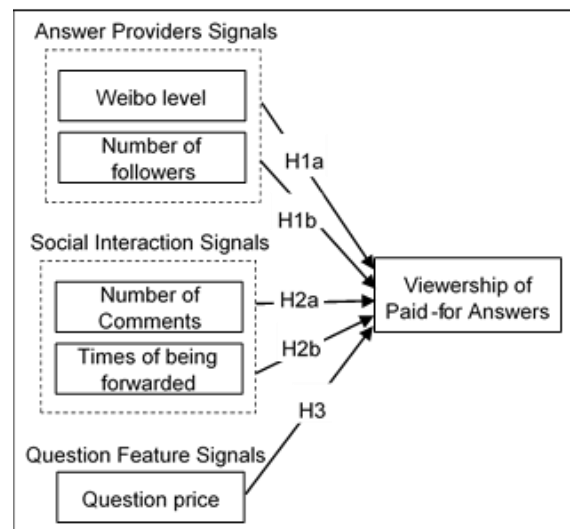 Answer Providers Signals
Weibo level
Number of
followers
H1a
H1b
Social Interaction Signals
Number of
Comments
H2a
Times of being
forwarded
H2b
Viewership of
Paid-for Answers
H3
Question Feature Signals
Question price